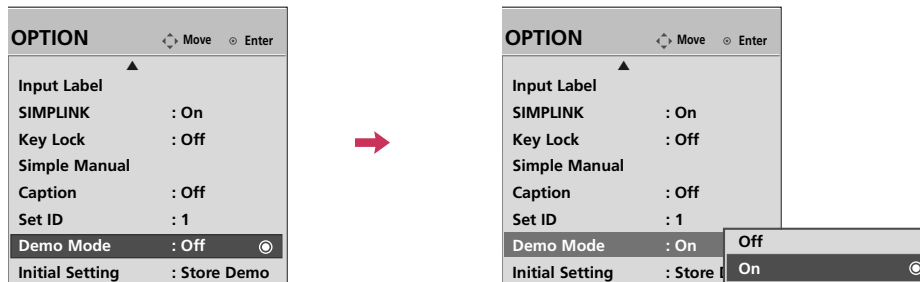 OPTION Move Enter
Input Label
SIMPLINK : On
Key Lock : Off
Simple Manual
Caption : Off
Set ID : 1
Demo Mode : Off
Initial Setting : Store Demo
OPTION Move Enter
Input Label
SIMPLINK : On
Key Lock : Off
Simple Manual
Caption : Off
Set ID : 1
Demo Mode : On
Initial Setting : Store
Off
On